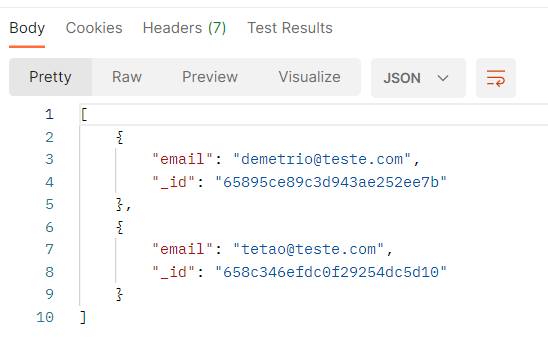 Body Cookies Headers (7) Test Results
Pretty Raw Preview Visualize JSON
1 [
2 {
3 "email": "demetrio@teste.com",
4 "_id": "65895ce89c3d943ae252ee7b"
5 },
6 {
7 "email": "tetao@teste.com",
8 "_id": "658c346efdc0f29254dc5d10"
9 }
10 ]